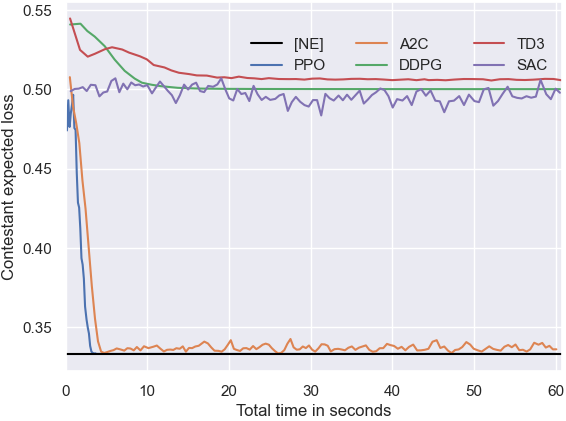 0.55
0.50
0.45
0.40
0.35
Contestant expected loss
[NE] A2C TD3
PPO DDPG SAC
0 10 20 30 40 50 60
Total time in seconds